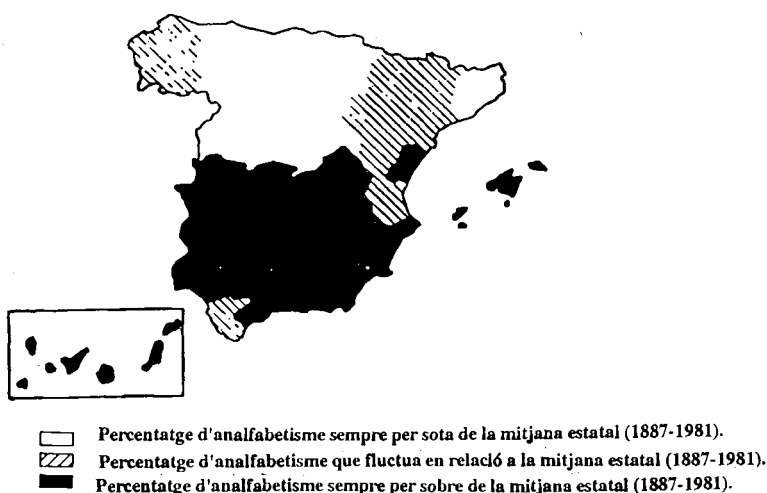 Percentatge d'analfabetisme sempre per sota de la mitjana estatal (1887-1981).
Percentatge d'analfabetisme que fluctua en relació a la mitjana estatal (1887-1981).
Percentatge d'analfabetisme sempre per sobre de la mitjana estatal (1887-1981).